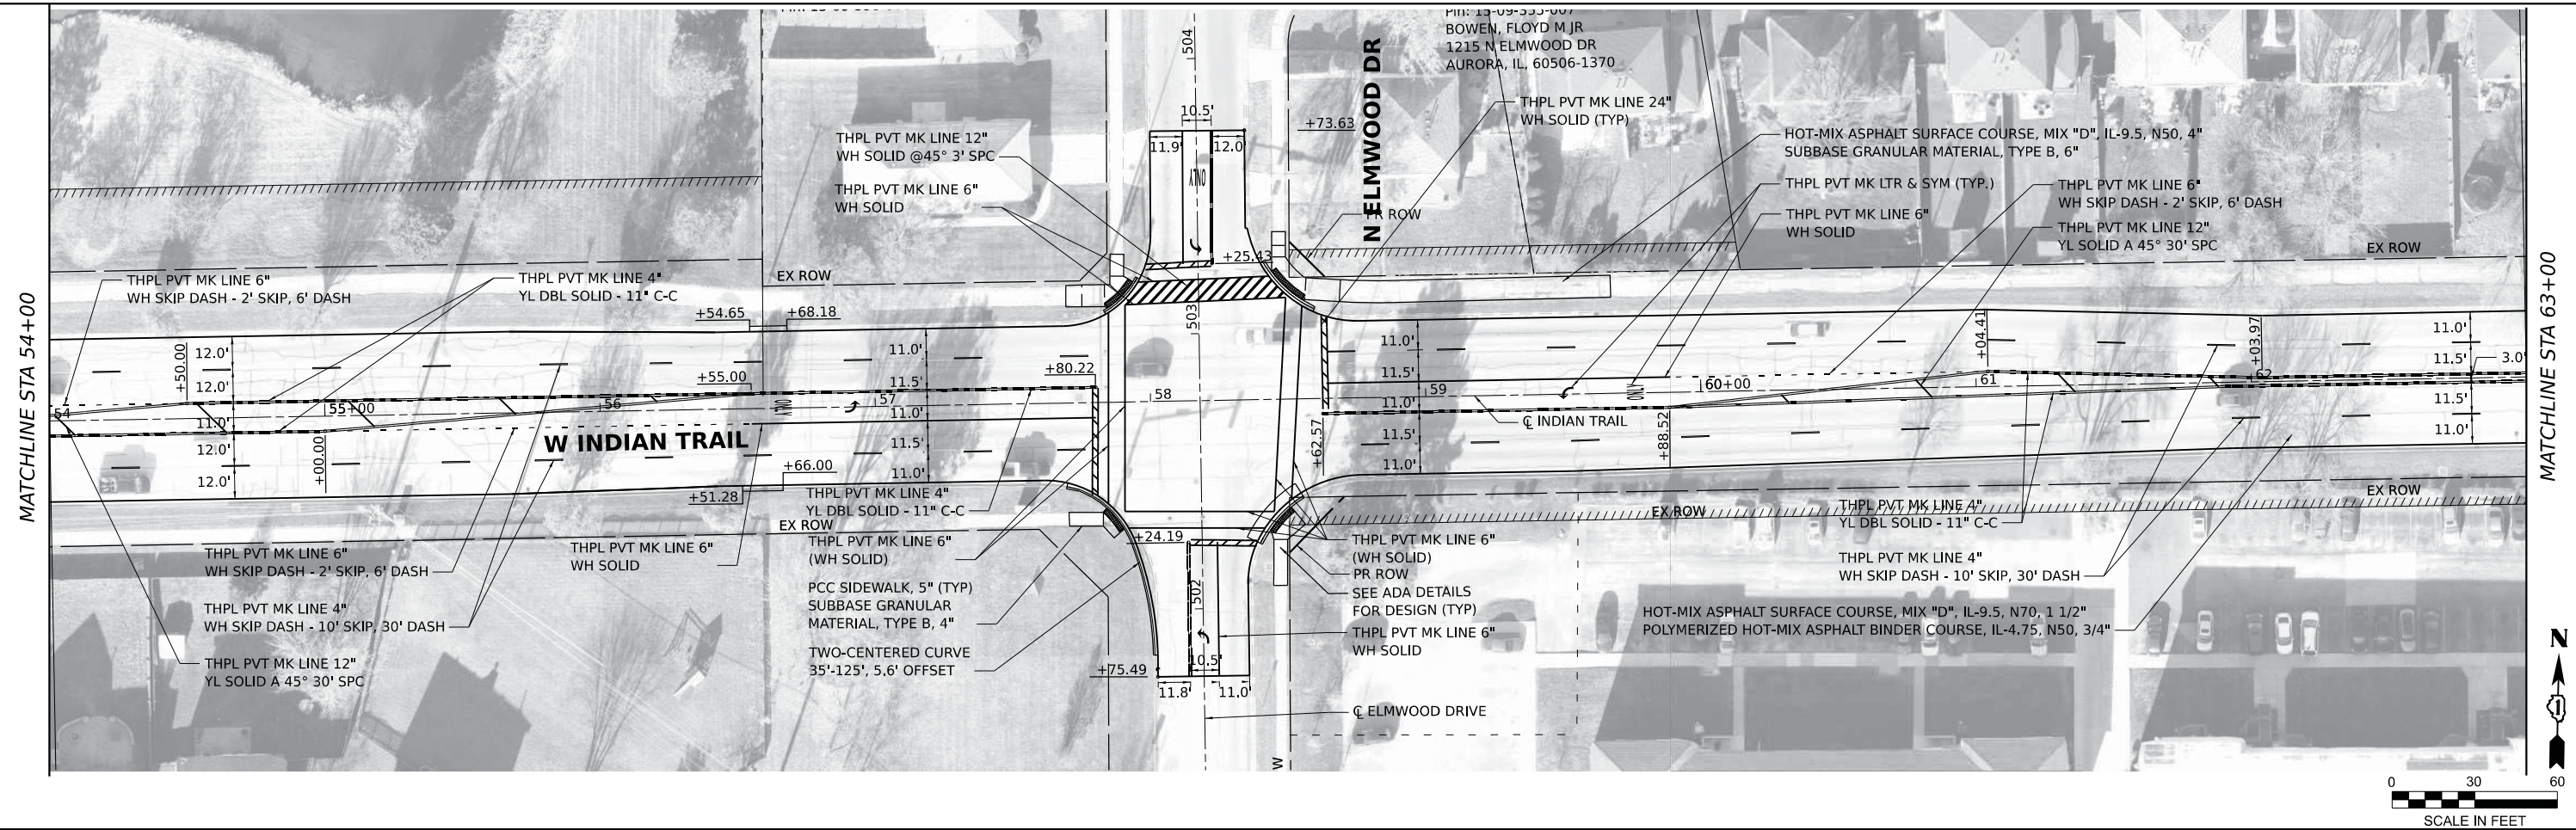 Pin: 15-09-353-007
BOWEN, FLOYD M JR
1215 N ELMWOOD DR
AURORA, IL, 60506-1370
504
N ELMWOOD DR
10.5'
11.9'
12.0'
ONLY
+73.63
THPL PVT MK LINE 24"
WH SOLID (TYP)
THPL PVT MK LINE 12"
WH SOLID @45° 3' SPC
THPL PVT MK LINE 6"
WH SOLID
HOT-MIX ASPHALT SURFACE COURSE, MIX "D", IL-9.5, N50, 4"
SUBBASE GRANULAR MATERIAL, TYPE B, 6"
THPL PVT MK LTR & SYM (TYP.)
THPL PVT MK LINE 6"
WH SOLID
THPL PVT MK LINE 6"
WH SKIP DASH - 2' SKIP, 6' DASH
THPL PVT MK LINE 12"
YL SOLID A 45° 30' SPC
PR ROW
EX ROW
+25.43
EX ROW
THPL PVT MK LINE 6"
WH SKIP DASH - 2' SKIP, 6' DASH
THPL PVT MK LINE 4"
YL DBL SOLID - 11" C-C
+54.65
+68.18
503
MATCHLINE STA 54+00
MATCHLINE STA 63+00
+50.00
12.0'
12.0'
11.0'
12.0'
12.0'
54
55+00
+00.00
56
+55.00
ONLY
57
11.0'
11.5'
11.0'
11.5'
11.0'
+80.22
58
W INDIAN TRAIL
+66.00
+51.28
11.0'
11.5'
11.0'
11.5'
11.0'
59
+62.57
℄ INDIAN TRAIL
ONLY
60+00
+88.52
61
+04.41
+03.97
62
11.0'
11.5'
3.0'
11.5'
11.0'
THPL PVT MK LINE 4"
YL DBL SOLID - 11" C-C
EX ROW
THPL PVT MK LINE 6"
(WH SOLID)
PCC SIDEWALK, 5" (TYP)
SUBBASE GRANULAR
MATERIAL, TYPE B, 4"
TWO-CENTERED CURVE
35'-125', 5.6' OFFSET
THPL PVT MK LINE 6"
WH SKIP DASH - 2' SKIP, 6' DASH
THPL PVT MK LINE 4"
WH SKIP DASH - 10' SKIP, 30' DASH
THPL PVT MK LINE 12"
YL SOLID A 45° 30' SPC
THPL PVT MK LINE 6"
WH SOLID
+24.19
502
10.5'
+75.49
11.8'
11.0'
THPL PVT MK LINE 6"
(WH SOLID)
PR ROW
SEE ADA DETAILS
FOR DESIGN (TYP)
THPL PVT MK LINE 6"
WH SOLID
℄ ELMWOOD DRIVE
W
EX ROW
EX ROW
THPL PVT MK LINE 4"
YL DBL SOLID - 11" C-C
THPL PVT MK LINE 4"
WH SKIP DASH - 10' SKIP, 30' DASH
HOT-MIX ASPHALT SURFACE COURSE, MIX "D", IL-9.5, N70, 1 1/2"
POLYMERIZED HOT-MIX ASPHALT BINDER COURSE, IL-4.75, N50, 3/4"
N
0 30 60
SCALE IN FEET